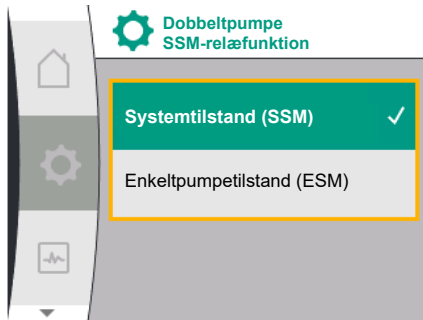 Dobbeltpumpe
SSM-relæfunktion
Systemtilstand (SSM)
Enkeltpumpetilstand (ESM)